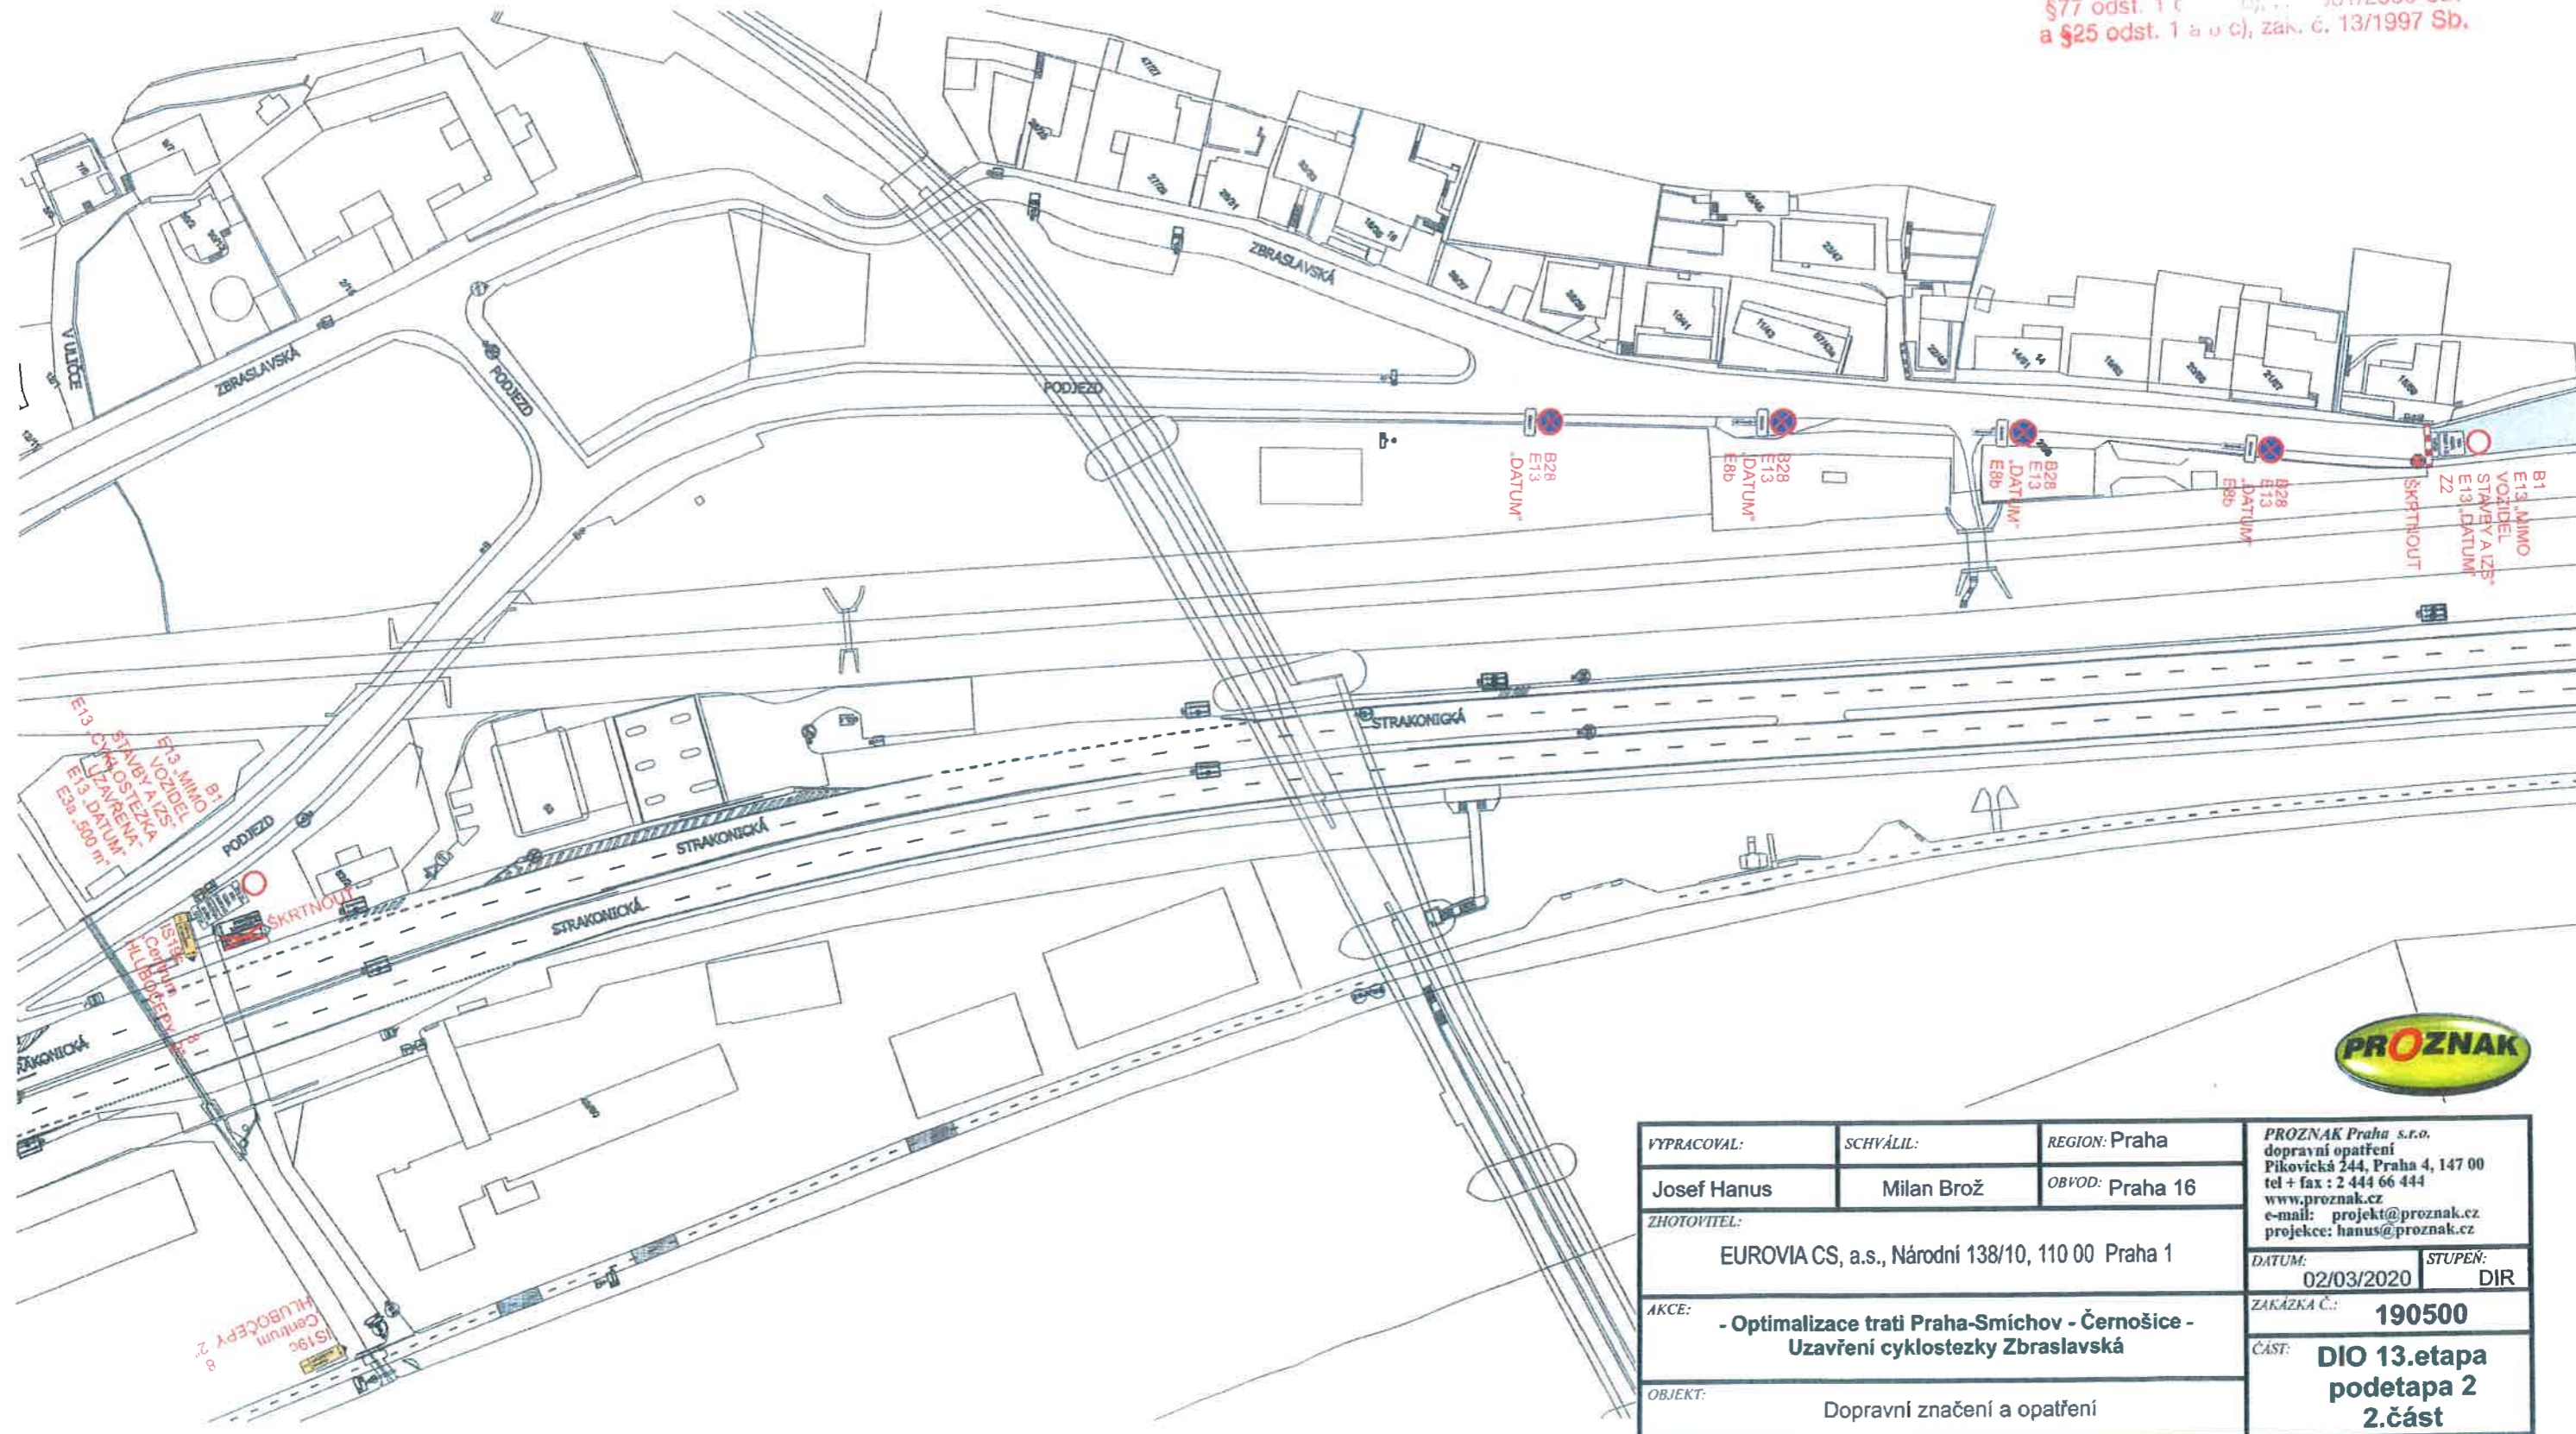 §77 odst. 1
a §25 odst. 1 c), zák. č. 13/1997 Sb.
V ULIČCE
ZBRASLAVSKÁ
PODJEZD
ZBRASLAVSKÁ
PODJEZD
B28
E13
„DATUM“
B28
E13
„DATUM“
E8b
B28
E13
„DATUM“
E8b
B28
E13
„DATUM“
E8b
ŠKRTNOUT
B1
E13 „MIMO
VOZIDEL
STAVBY A IZS“
E13 „DATUM“
Z2
STRAKONICKÁ
B1
E13 „MIMO
VOZIDEL
STAVBY A IZS“
E13 „CYKLOSTEZKA
UZAVŘENA“
E13 „DATUM“
E3a „500 m“
PODJEZD
STRAKONICKÁ
ŠKRTNOUT
STRAKONICKÁ
Centrum
HLUBOČEPY
8
STRAKONICKÁ
IS19c
Centrum
HLUBOČEPY 2“
8
PROZNAK
VYPRACOVAL:
SCHVÁLIL:
REGION: Praha
Josef Hanus
Milan Brož
OBVOD: Praha 16
PROZNAK Praha s.r.o.
dopravní opatření
Pikovická 244, Praha 4, 147 00
tel + fax : 2 444 66 444
www.proznak.cz
e-mail: projekt@proznak.cz
projekce: hanus@proznak.cz
ZHOTOVITEL:
EUROVIA CS, a.s., Národní 138/10, 110 00 Praha 1
DATUM:
02/03/2020
STUPEŇ:
DIR
AKCE:
- Optimalizace trati Praha-Smíchov - Černošice -
Uzavření cyklostezky Zbraslavská
ZAKÁZKA Č.:
190500
ČÁST:
DIO 13.etapa
podetapa 2
2.část
OBJEKT:
Dopravní značení a opatření